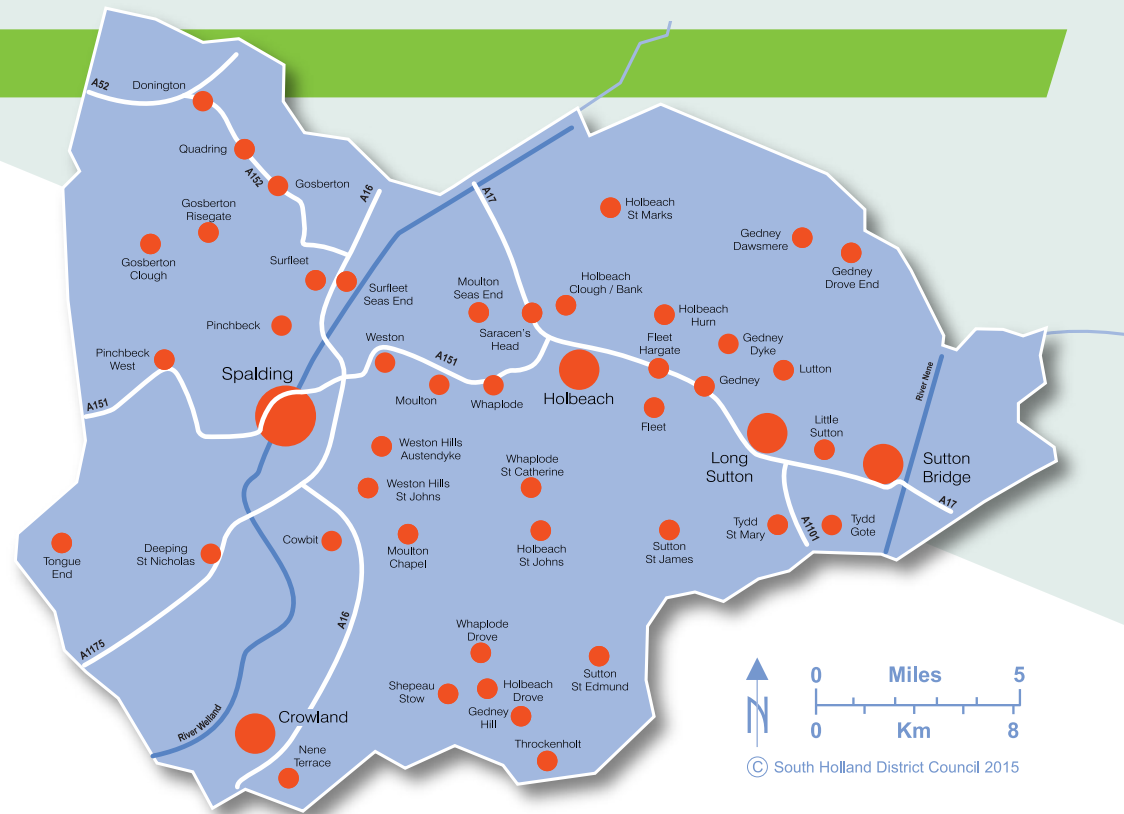 A52
Donington
Quadring
A152
Gosberton
A16
Gosberton
Risegate
Gosberton
Clough
Surfleet
Surfleet
Seas End
Pinchbeck
Pinchbeck
West
A151
Spalding
Weston
A151
Moulton
Whaplode
Moulton
Seas End
A17
Saracen's
Head
Holbeach
Clough / Bank
Holbeach
St Marks
Holbeach
Holbeach
Hurn
Fleet
Hargate
Fleet
Gedney
Gedney
Dyke
Gedney
Dawsmere
Gedney
Drove End
Lutton
Long
Sutton
Little
Sutton
River Nene
Sutton
Bridge
A17
A1101
Tydd
St Mary
Tydd
Gote
Weston Hills
Austendyke
Weston Hills
St Johns
Whaplode
St Catherine
Holbeach
St Johns
Sutton
St James
Moulton
Chapel
Cowbit
Deeping
St Nicholas
Tongue
End
A1175
A16
River Welland
Crowland
Nene
Terrace
Whaplode
Drove
Shepeau
Stow
Holbeach
Drove
Gedney
Hill
Sutton
St Edmund
Throckenholt
N
0 Miles 5
0 Km 8
© South Holland District Council 2015